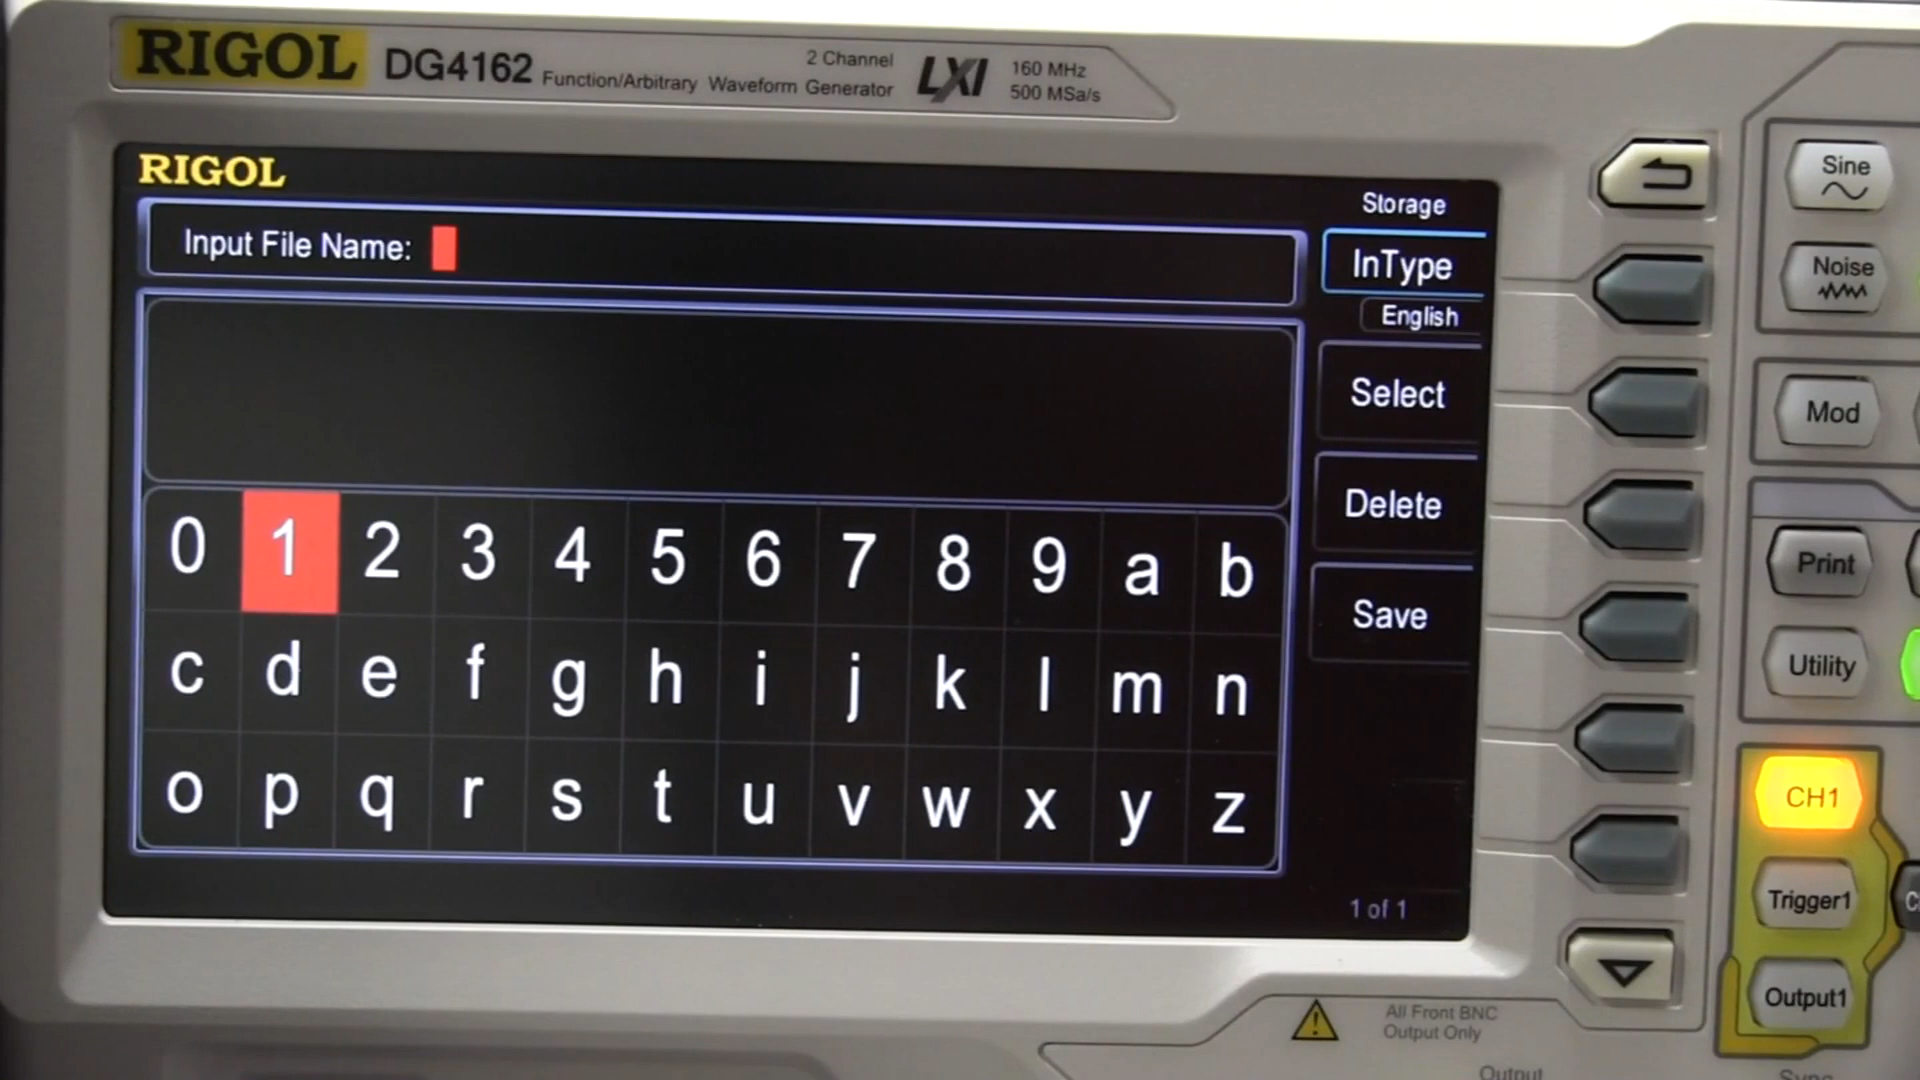 RIGOL DG4162 2 Channel Function/Arbitrary Waveform Generator LXI 160 MHz 500 MSa/s
RIGOL
Storage
Input File Name:
InType
English
Select
Delete
Save
0 1 2 3 4 5 6 7 8 9 a b
c d e f g h i j k l m n
o p q r s t u v w x y z
1 of 1
Sine
Noise
Mod
Print
Utility
CH1
Trigger1
Output1
All Front BNC
Output Only
Output